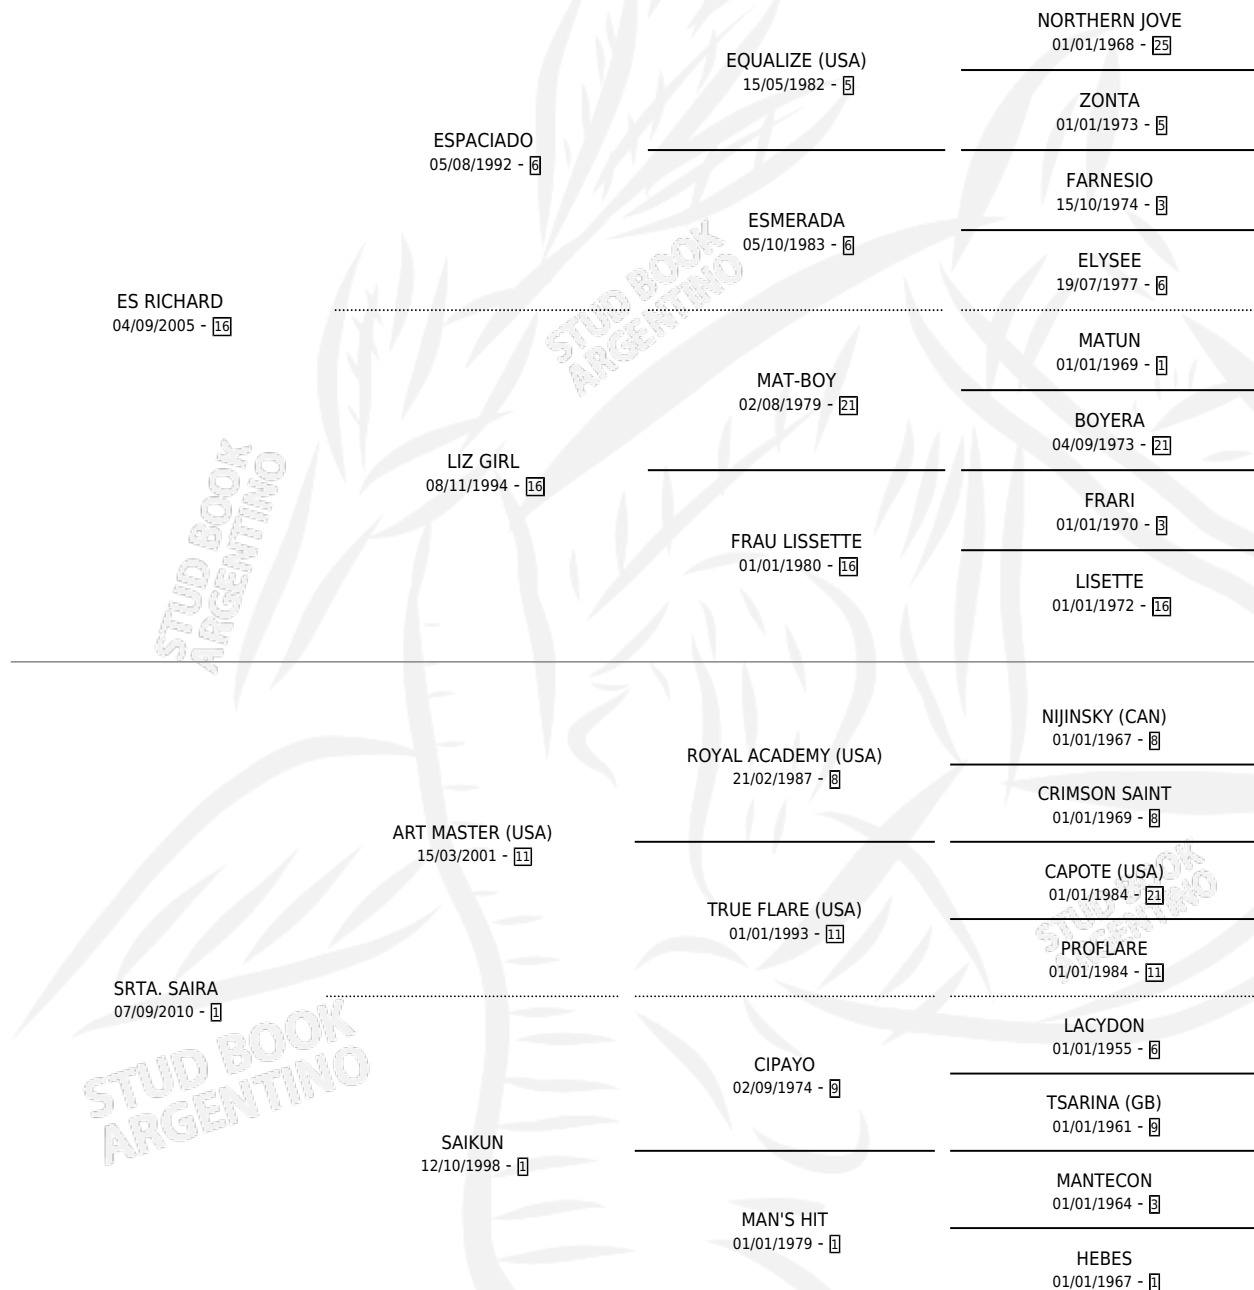 NORTHERN JOVE
01/01/1968 - 25
EQUALIZE (USA)
15/05/1982 - 5
ZONTA
01/01/1973 - 5
ESPACIADO
05/08/1992 - 6
FARNESIO
15/10/1974 - 3
ESMERADA
05/10/1983 - 6
ELYSEE
19/07/1977 - 6
ES RICHARD
04/09/2005 - 16
MATUN
01/01/1969 - 1
MAT-BOY
02/08/1979 - 21
BOYERA
04/09/1973 - 21
LIZ GIRL
08/11/1994 - 16
FRARI
01/01/1970 - 3
FRAU LISSETTE
01/01/1980 - 16
LISETTE
01/01/1972 - 16
STUD BOOK
ARGENTINO
STUD BOOK
ARGENTINO
NIJINSKY (CAN)
01/01/1967 - 8
ROYAL ACADEMY (USA)
21/02/1987 - 8
CRIMSON SAINT
01/01/1969 - 8
ART MASTER (USA)
15/03/2001 - 11
CAPOTE (USA)
01/01/1984 - 21
TRUE FLARE (USA)
01/01/1993 - 11
PROFLARE
01/01/1984 - 11
STUD BOOK
ARGENTINO
SRTA. SAIRA
07/09/2010 - 1
LACYDON
01/01/1955 - 6
CIPAYO
02/09/1974 - 9
TSARINA (GB)
01/01/1961 - 9
SAIKUN
12/10/1998 - 1
MANTECON
01/01/1964 - 3
MAN'S HIT
01/01/1979 - 1
HEBES
01/01/1967 - 1
STUD BOOK
ARGENTINO